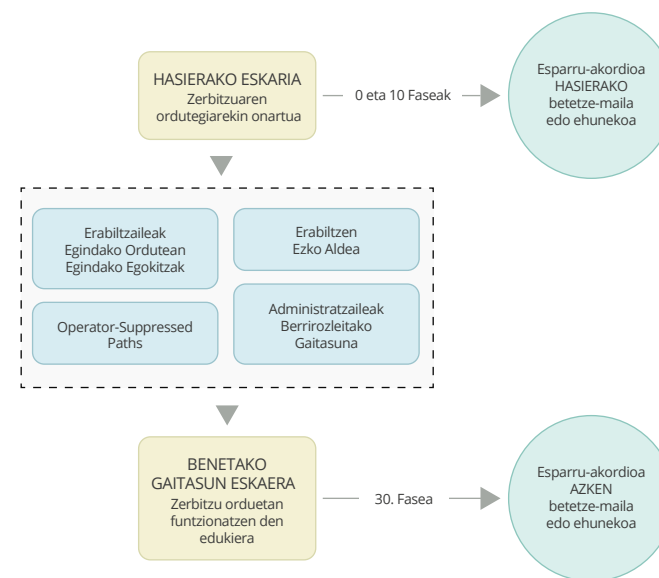 HASIERAKO ESKARIA
Zerbitzuaren
ordutegiarekin onartua
0 eta 10 Faseak
Esparru-akordioa
HASIERAKO
betetze-maila
edo ehunekoa
Erabiltzaileak
Egindako Ordutean
Egindako Egokitzak
Erabiltzen
Ezko Aldea
Operator-Suppressed
Paths
Administratzaileak
Berrirozleitako
Gaitasuna
BENETAKO
GAITASUN ESKAERA
Zerbitzu orduetan
funtzionatzen den
edukiera
30. Fasea
Esparru-akordioa
AZKEN
betetze-maila
edo ehunekoa